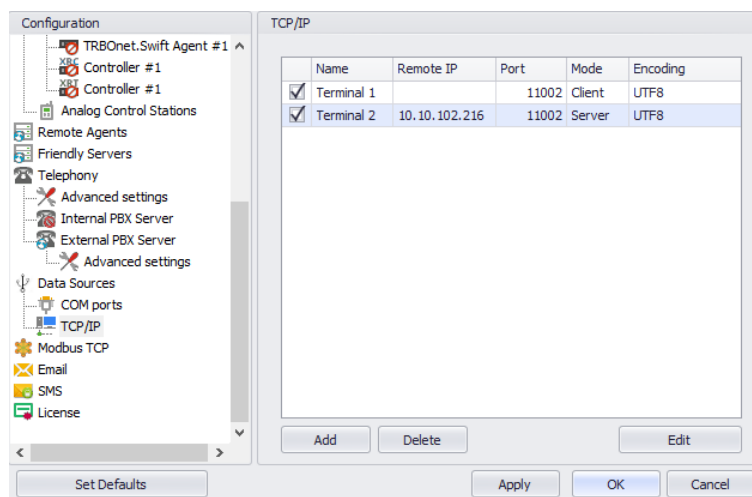 Configuration
TRBOnet.Swift Agent #1
XRC Controller #1
XRT Controller #1
Analog Control Stations
Remote Agents
Friendly Servers
Telephony
Advanced settings
Internal PBX Server
External PBX Server
Advanced settings
Data Sources
COM ports
TCP/IP
Modbus TCP
Email
SMS
License
Set Defaults
TCP/IP
Name Remote IP Port Mode Encoding
Terminal 1 11002 Client UTF8
Terminal 2 10.10.102.216 11002 Server UTF8
Add Delete Edit
Apply OK Cancel